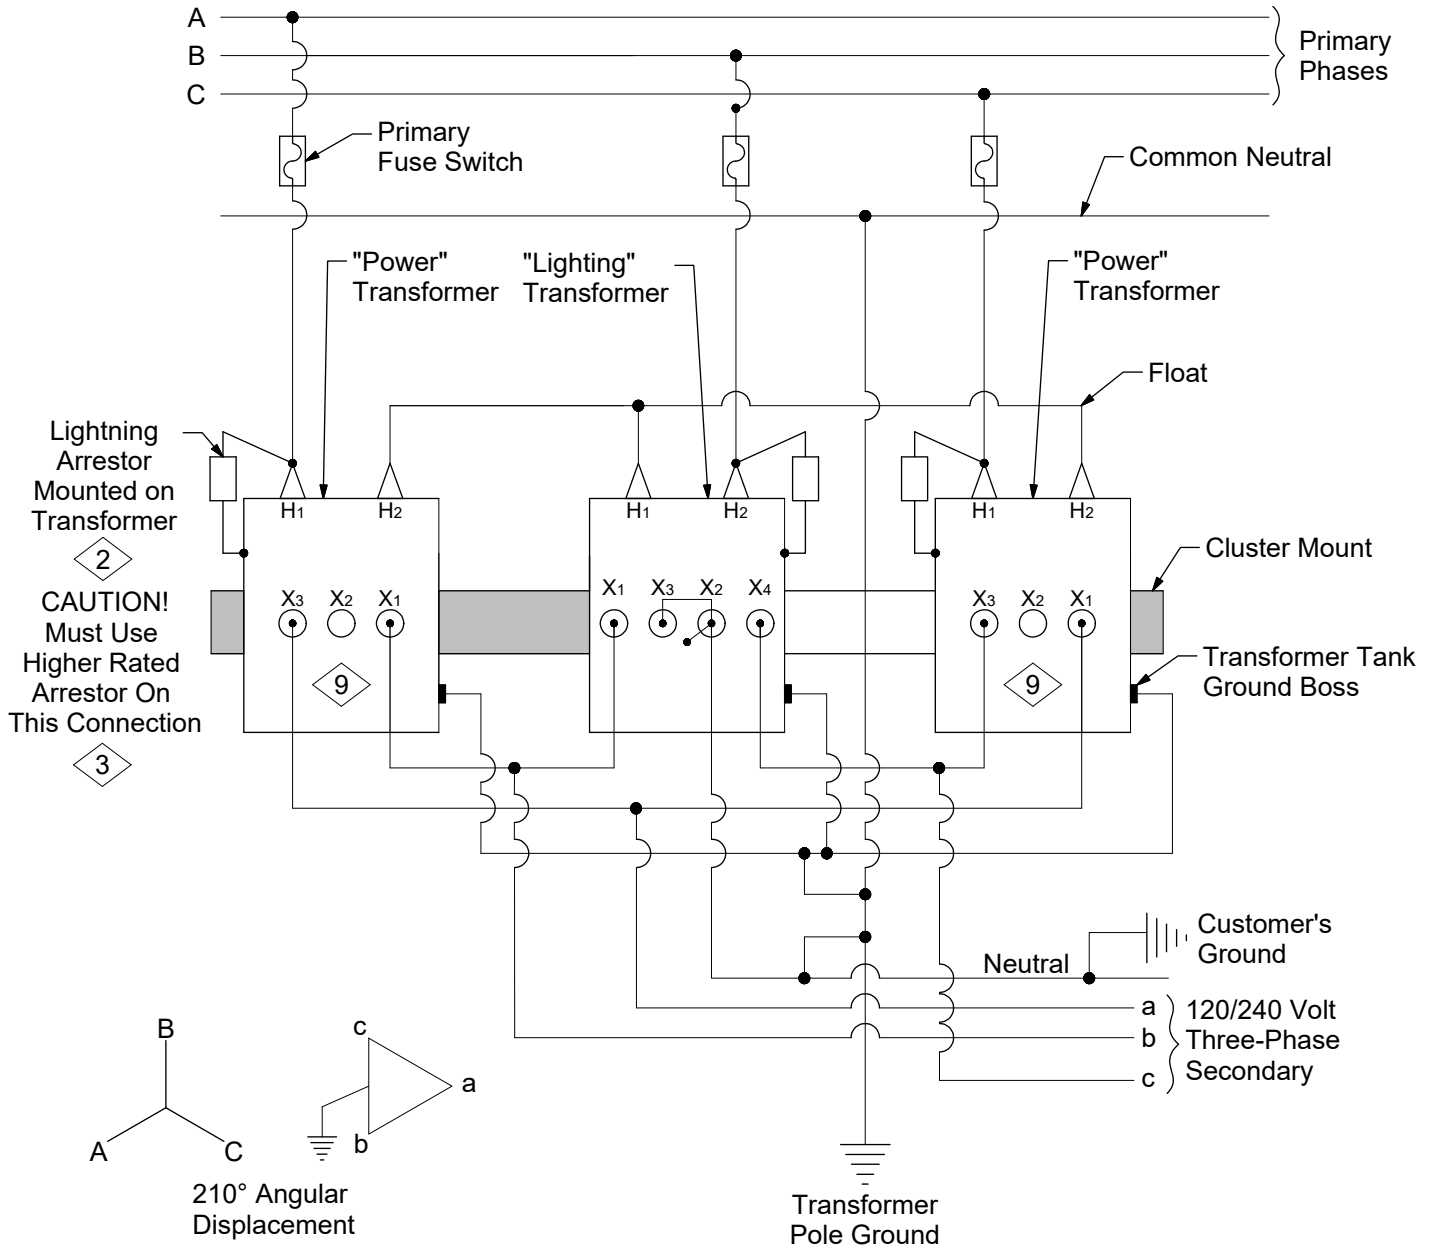 A
B
C
Primary
Phases
Primary
Fuse Switch
Common Neutral
"Power"
Transformer
"Lighting"
Transformer
"Power"
Transformer
Float
Lightning
Arrestor
Mounted on
Transformer
2
CAUTION!
Must Use
Higher Rated
Arrestor On
This Connection
3
H1 H2
H1 H2
H1 H2
Cluster Mount
X3 X2 X1
X1 X3 X2 X4
X3 X2 X1
9
9
Transformer Tank
Ground Boss
Customer's
Ground
Neutral
a
b
c
120/240 Volt
Three-Phase
Secondary
B
A
C
c
a
b
210° Angular
Displacement
Transformer
Pole Ground